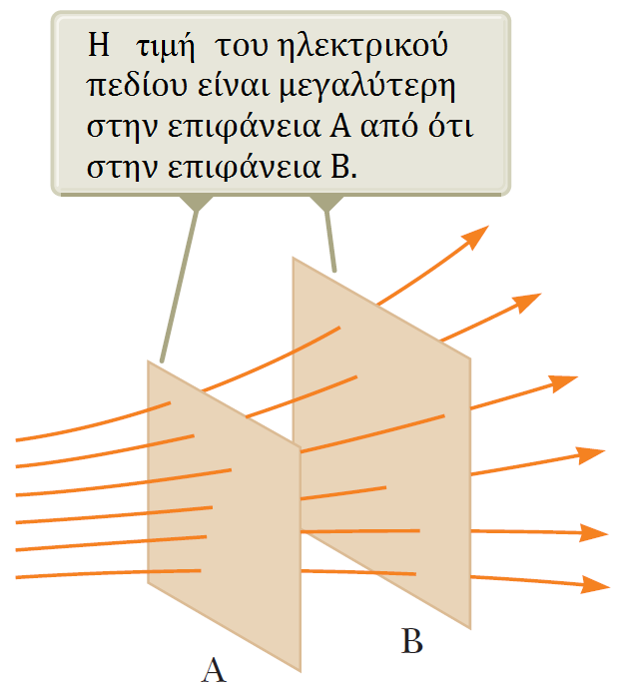 Η τιμή του ηλεκτρικού
πεδίου είναι μεγαλύτερη
στην επιφάνεια Α από ότι
στην επιφάνεια Β.
A
B